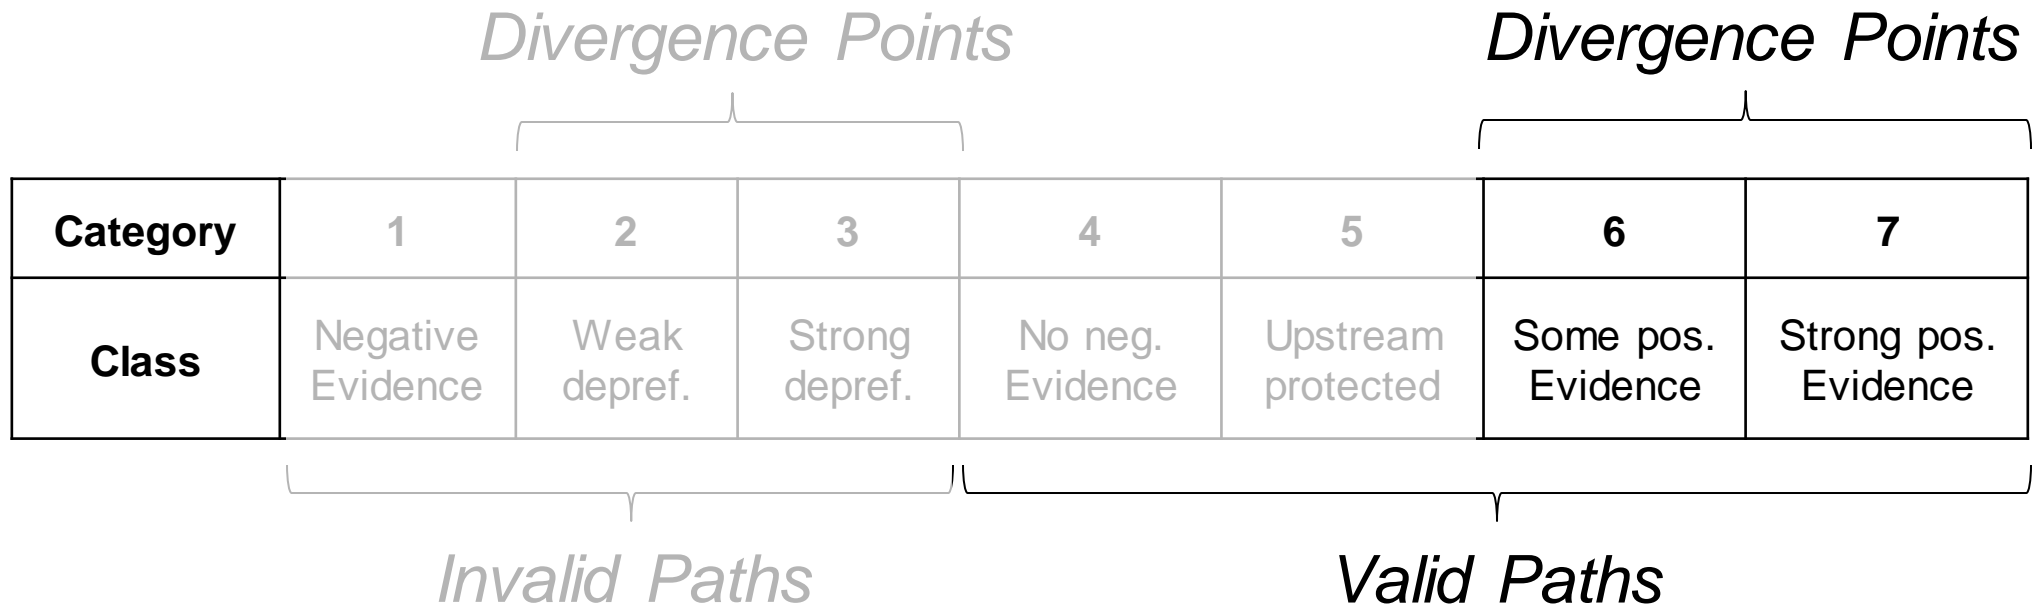 Divergence Points Divergence Points
Category 1 2 3 4 5 6 7
Class
Negative Evidence
Weak depref.
Strong depref.
No neg. Evidence
Upstream protected
Some pos. Evidence
Strong pos. Evidence
Invalid Paths Valid Paths